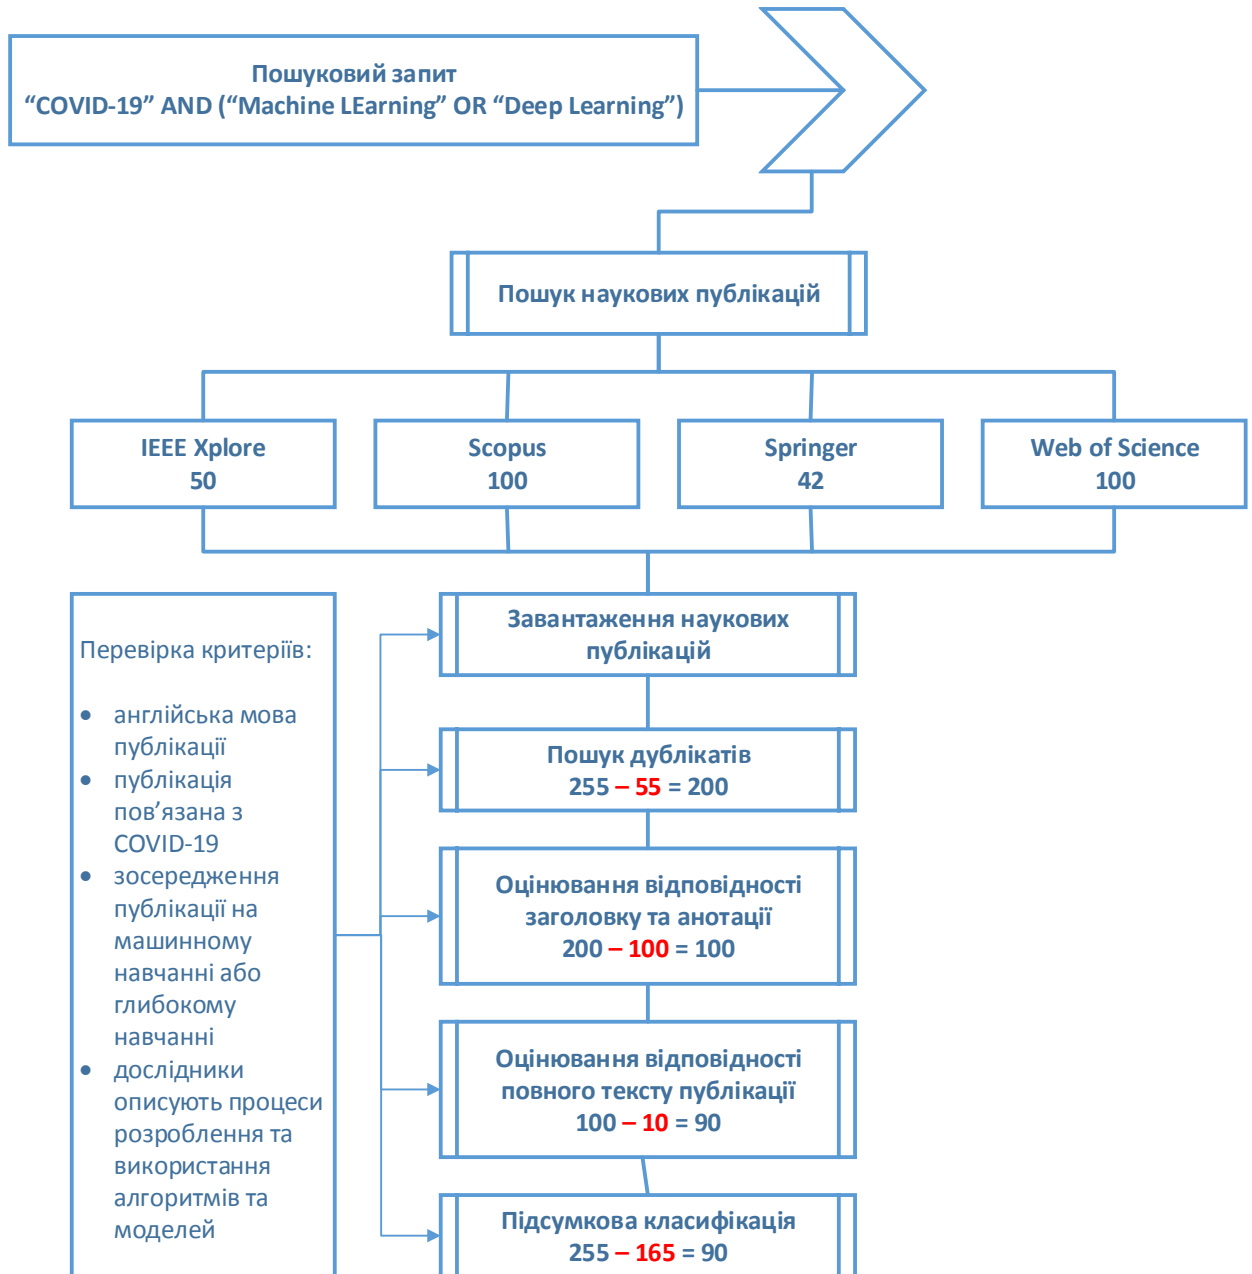 Пошуковий запит
“COVID-19” AND (“Machine LEarning” OR “Deep Learning”)
Пошук наукових публікацій
IEEE Xplore
50
Scopus
100
Springer
42
Web of Science
100
Завантаження наукових
публікацій
Перевірка критеріїв:
• англійська мова
публікації
• публікація
пов’язана з
COVID-19
• зосередження
публікації на
машинному
навчанні або
глибокому
навчанні
• дослідники
описують процеси
розроблення та
використання
алгоритмів та
моделей
Пошук дублікатів
255 – 55 = 200
Оцінювання відповідності
заголовку та анотації
200 – 100 = 100
Оцінювання відповідності
повного тексту публікації
100 – 10 = 90
Підсумкова класифікація
255 – 165 = 90